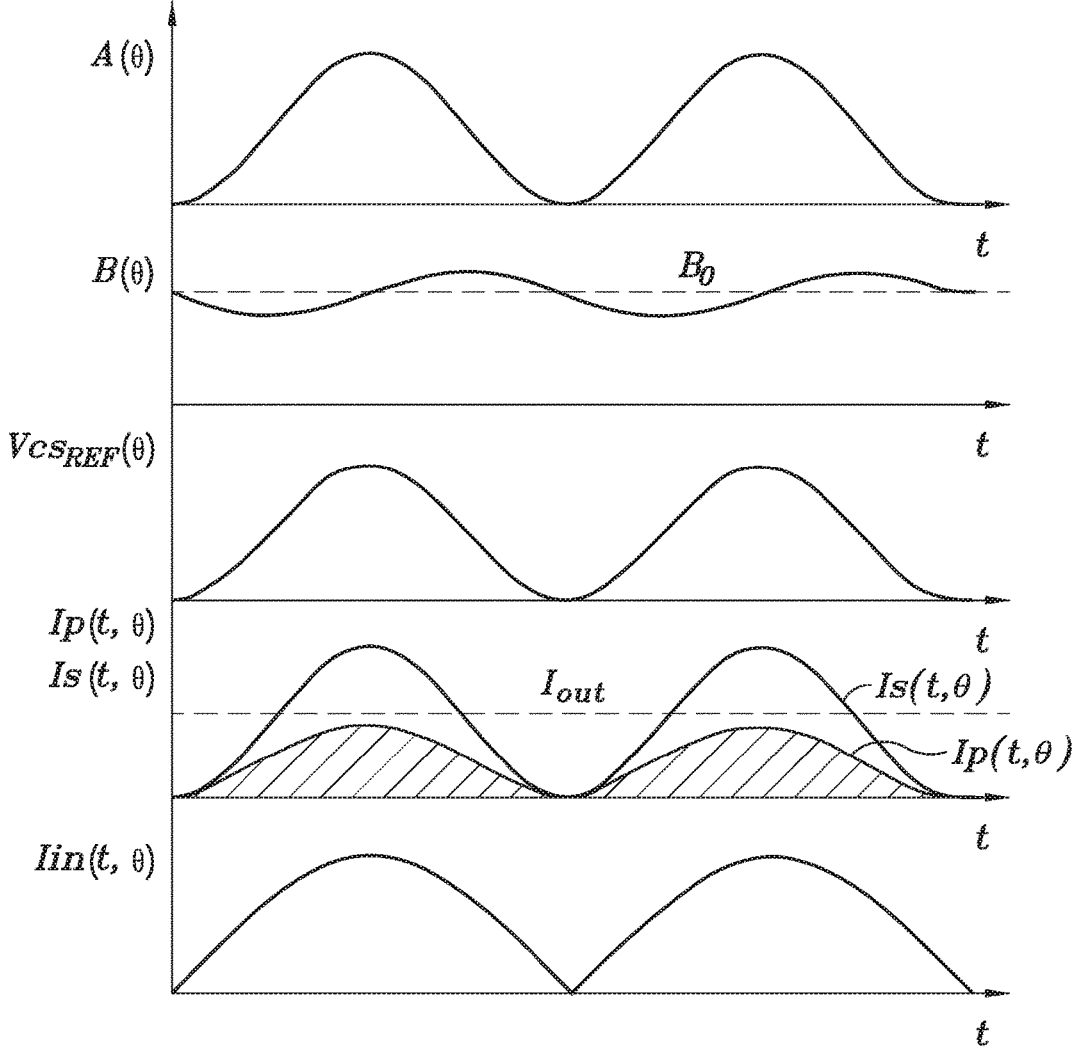 A(θ)
t
B(θ)
B0
t
VcsREF(θ)
t
Ip(t, θ)
Is(t, θ)
Iout
Is(t,θ)
Ip(t,θ)
t
Iin(t, θ)
t